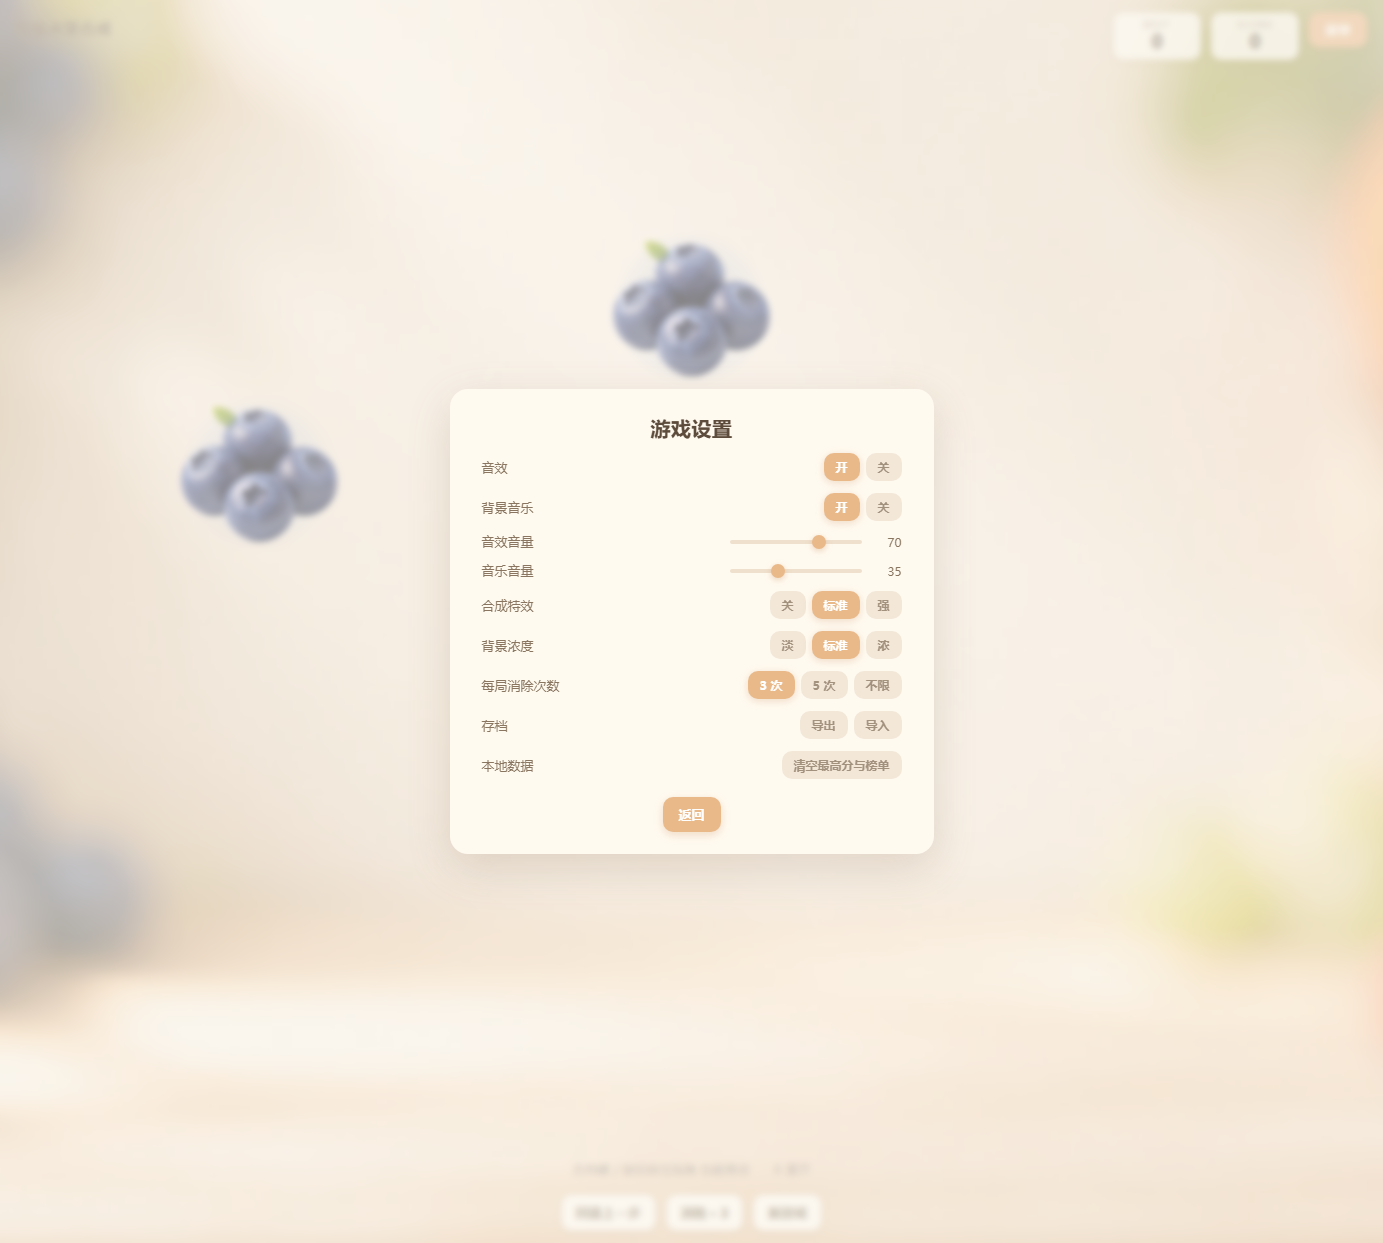 0 0
游戏设置
音效 开 关
背景音乐 开 关
音效音量 70
音乐音量 35
合成特效 关 标准 强
背景浓度 淡 标准 浓
每局消除次数 3 次 5 次 不限
存档 导出 导入
本地数据 清空最高分与榜单
返回